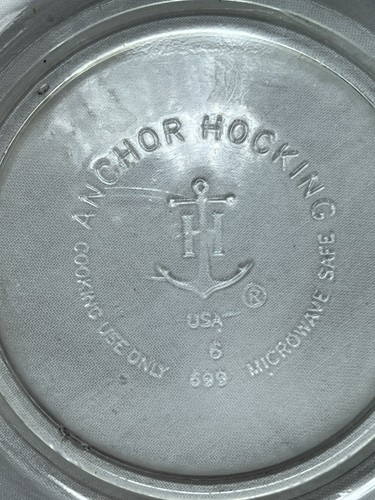 ANCHOR HOCKING
H
®
USA
6
COOKING USE ONLY
699
MICROWAVE SAFE